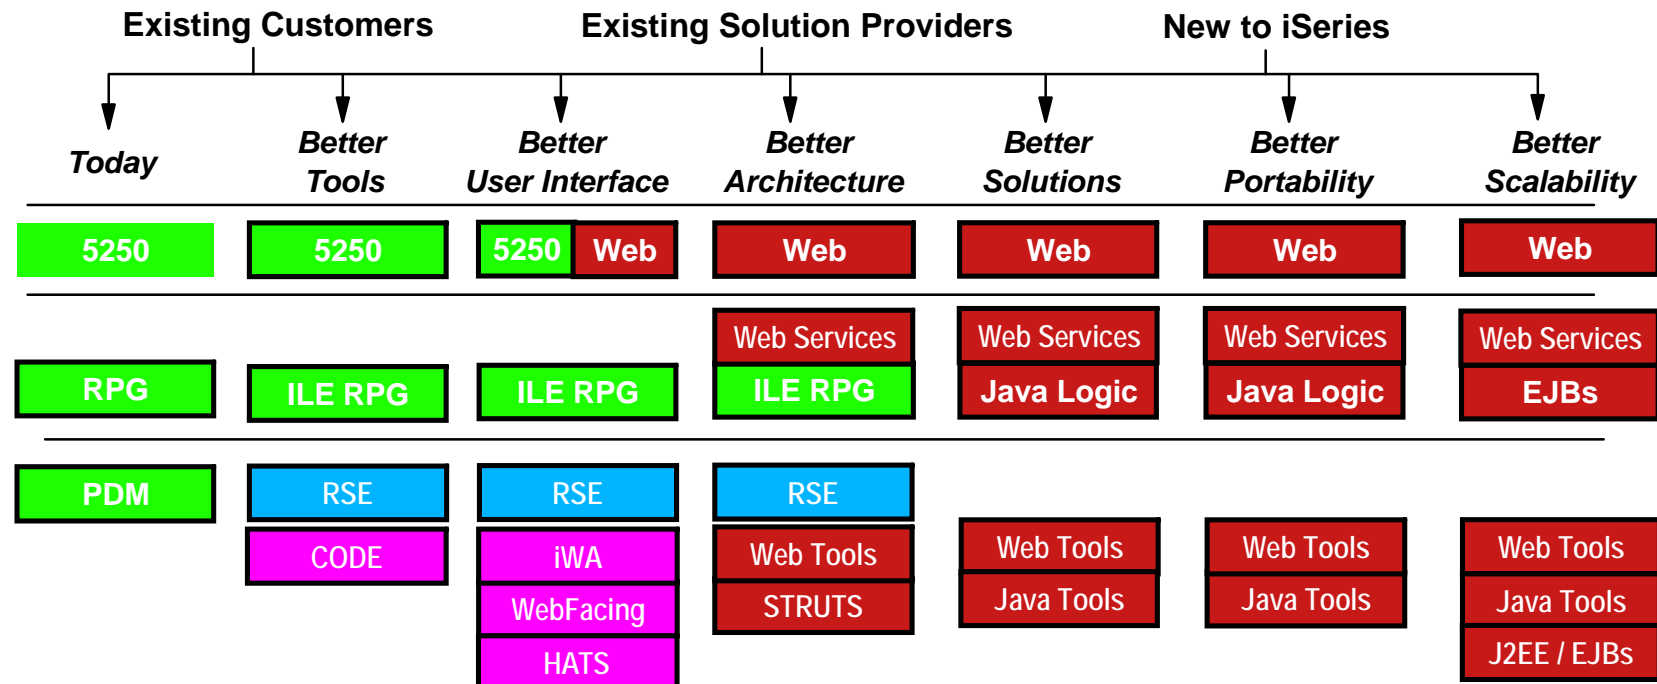 Existing Customers
Existing Solution Providers
New to iSeries
Today
Better
Tools
Better
User Interface
Better
Architecture
Better
Solutions
Better
Portability
Better
Scalability
5250
5250
5250
Web
Web
Web
Web
Web
Web Services
Web Services
Web Services
Web Services
RPG
ILE RPG
ILE RPG
ILE RPG
Java Logic
Java Logic
EJBs
PDM
RSE
RSE
RSE
CODE
iWA
Web Tools
Web Tools
Web Tools
Web Tools
WebFacing
STRUTS
Java Tools
Java Tools
Java Tools
HATS
J2EE / EJBs